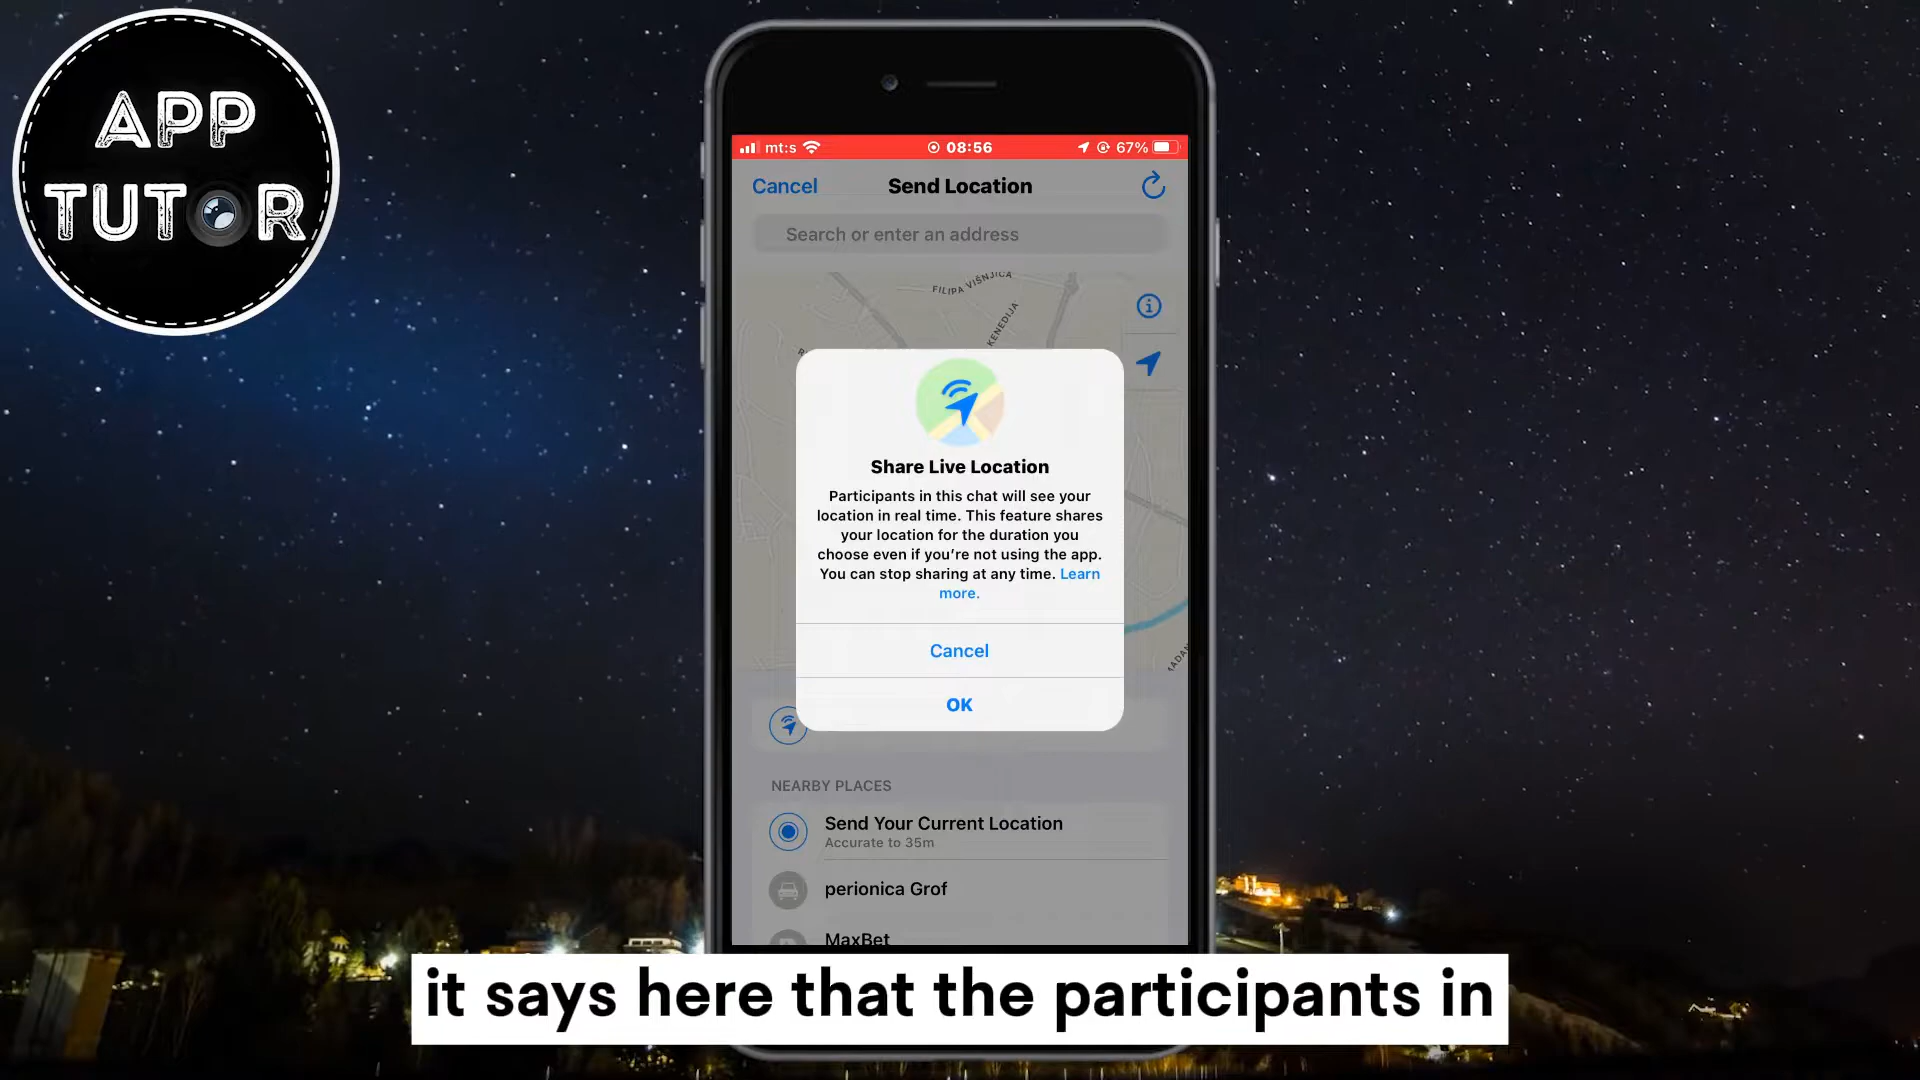 APP
TUTOR
mt:s
08:56
67%
Cancel
Send Location
Search or enter an address
FILIPA VIŠNJIĆA
KENEDIJA
Share Live Location
Participants in this chat will see your
location in real time. This feature shares
your location for the duration you
choose even if you're not using the app.
You can stop sharing at any time. Learn
more.
Cancel
OK
NEARBY PLACES
Send Your Current Location
Accurate to 35m
perionica Grof
MaxBet
it says here that the participants in